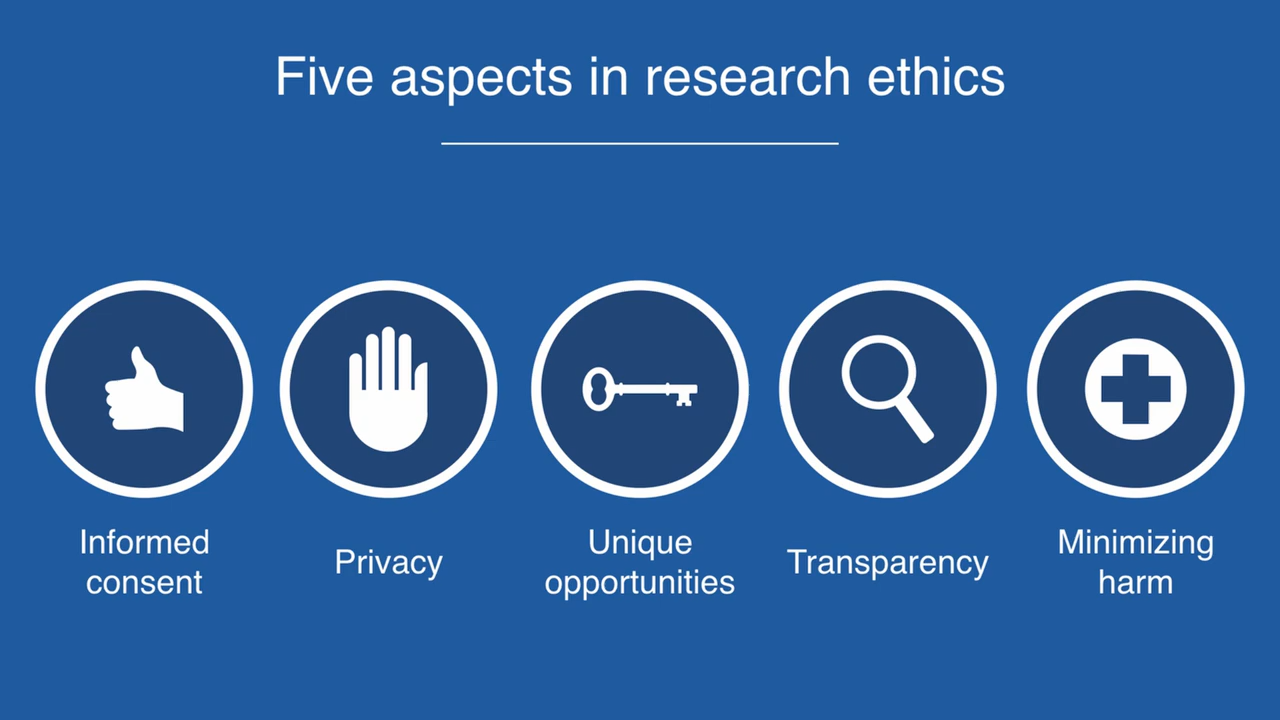 Five aspects in research ethics
Informed
consent
Privacy
Unique
opportunities
Transparency
Minimizing
harm